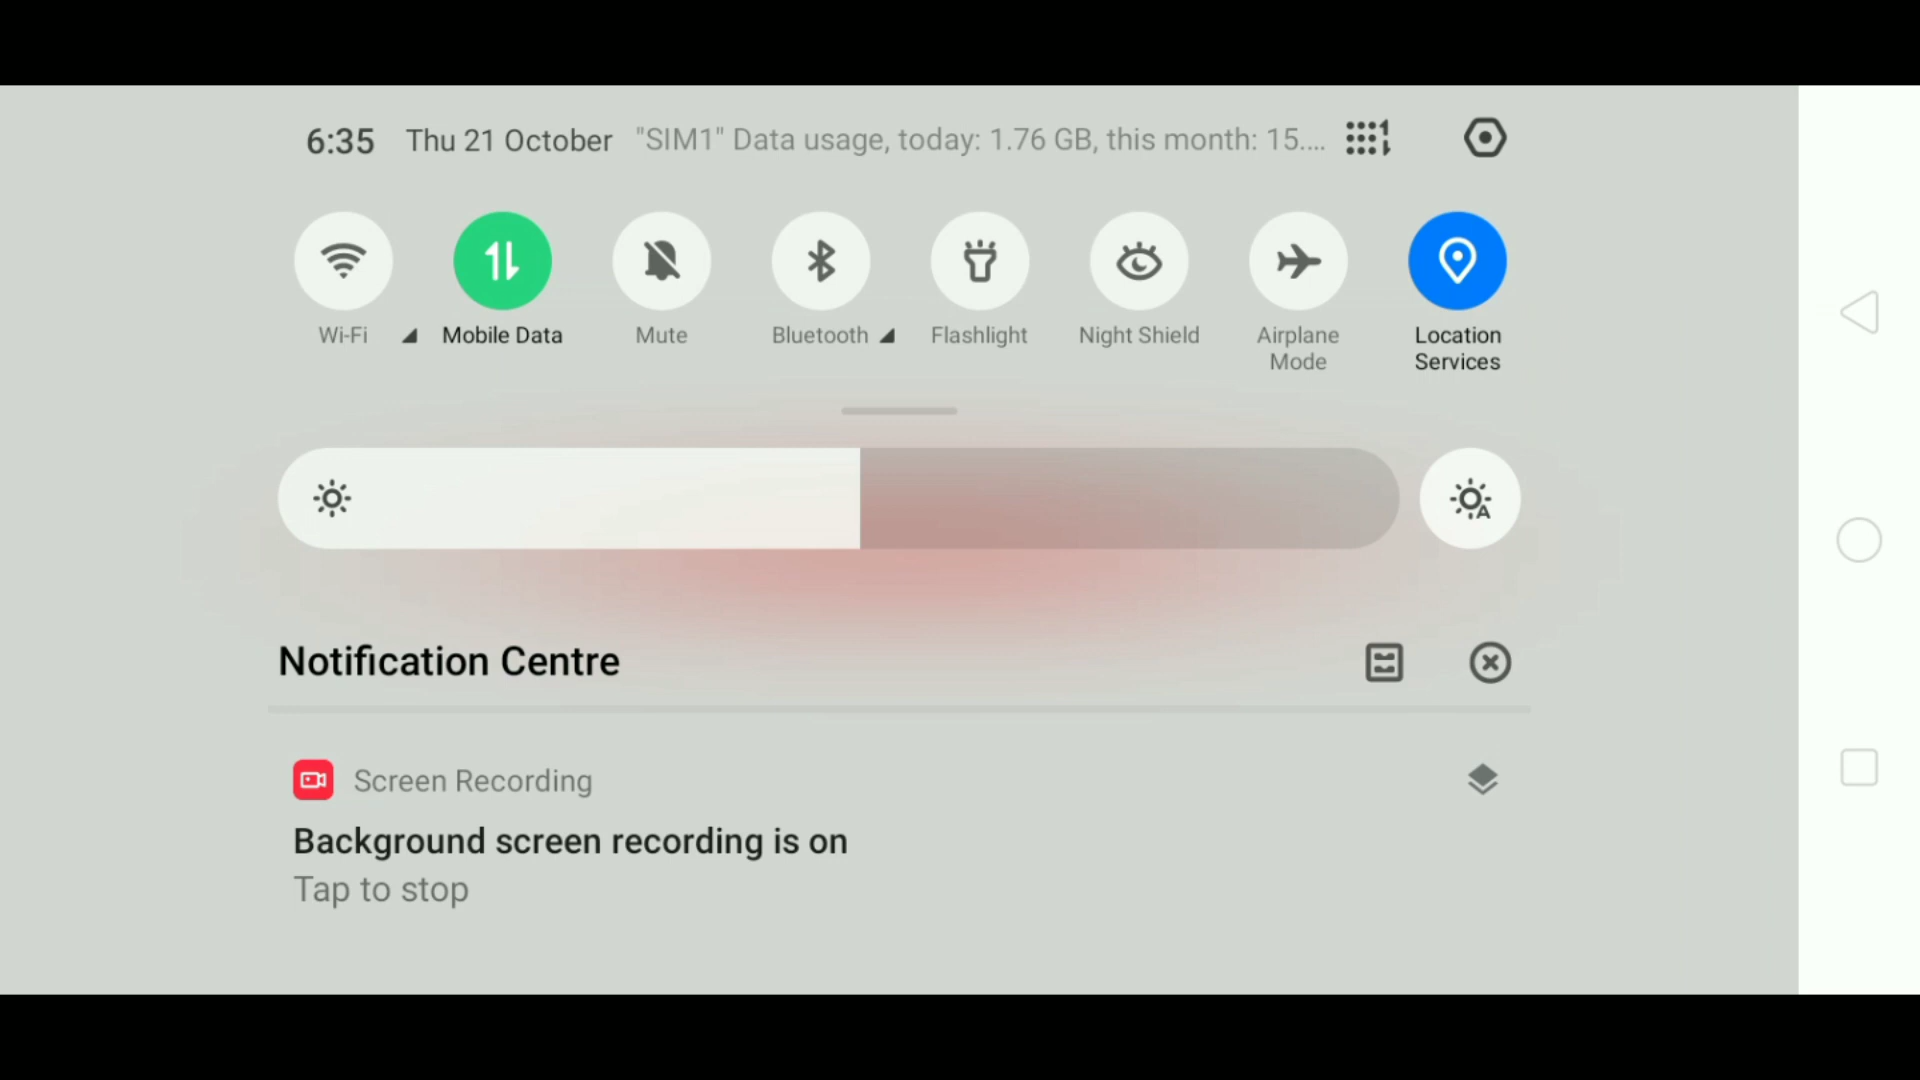 6:35 Thu 21 October "SIM1" Data usage, today: 1.76 GB, this month: 15....
Wi-Fi Mobile Data Mute Bluetooth Flashlight Night Shield Airplane Mode Location Services
Notification Centre
Screen Recording
Background screen recording is on
Tap to stop